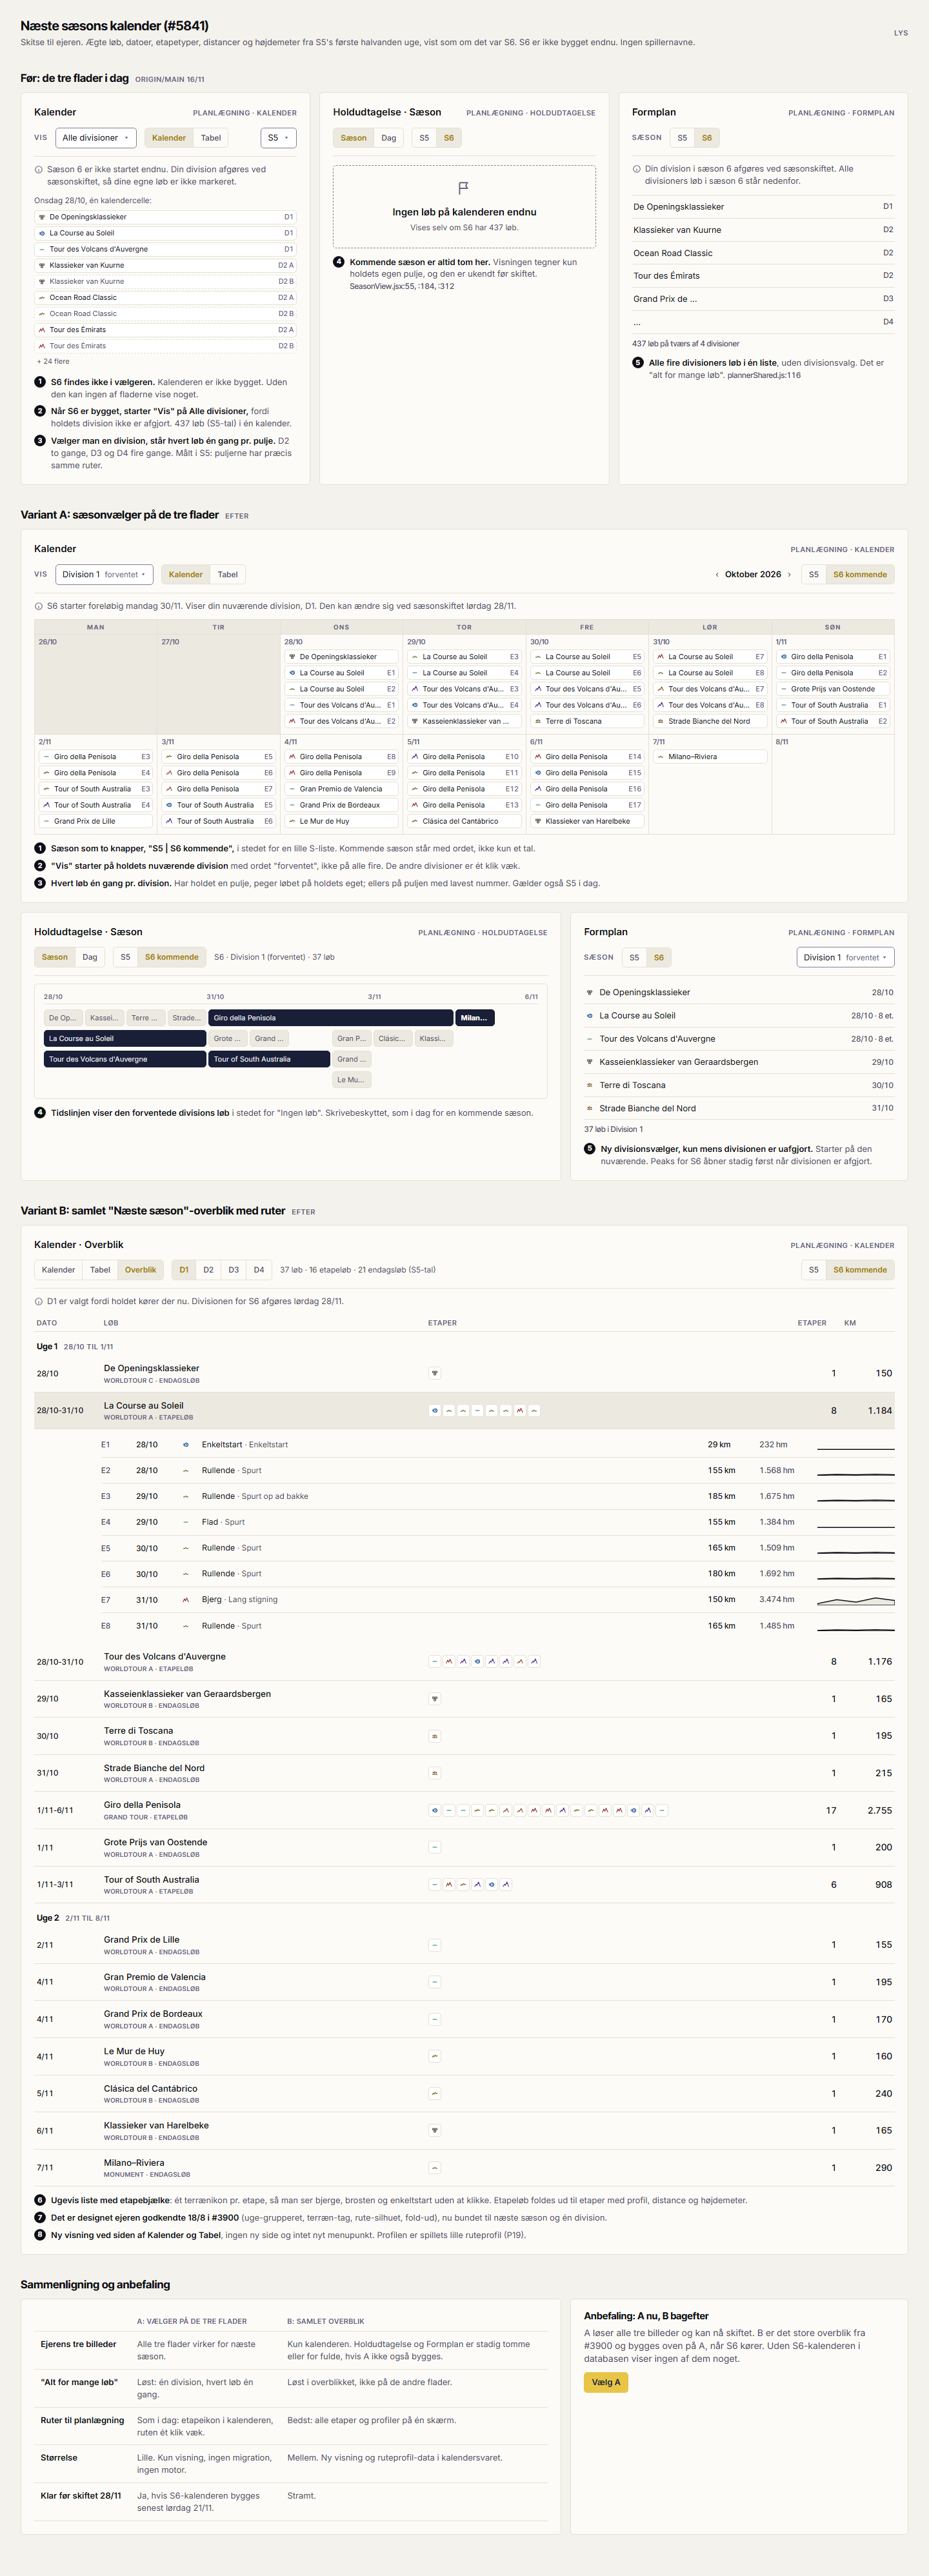 Næste sæsons kalender (#5841)
Skitse til ejeren. Ægte løb, datoer, etapetyper, distancer og højdemeter fra S5's første halvanden uge, vist som om det var S6. S6 er ikke bygget endnu. Ingen spillernavne.
LYS
Før: de tre flader i dag ORIGIN/MAIN 16/11
Kalender PLANLÆGNING · KALENDER
VIS Alle divisioner Kalender Tabel S5
Sæson 6 er ikke startet endnu. Din division afgøres ved
sæsonskiftet, så dine egne løb er ikke markeret.
Onsdag 28/10, én kalendercelle:
De Openingsklassieker D1
La Course au Soleil D1
Tour des Volcans d'Auvergne D1
Klassieker van Kuurne D2 A
Klassieker van Kuurne D2 B
Ocean Road Classic D2 A
Ocean Road Classic D2 B
Tour des Émirats D2 A
Tour des Émirats D2 B
+ 24 flere
1 S6 findes ikke i vælgeren. Kalenderen er ikke bygget. Uden
den kan ingen af fladerne vise noget.
2 Når S6 er bygget, starter "Vis" på Alle divisioner, fordi
holdets division ikke er afgjort. 437 løb (S5-tal) i én kalender.
3 Vælger man en division, står hvert løb én gang pr. pulje. D2
to gange, D3 og D4 fire gange. Målt i S5: puljerne har præcis
samme ruter.
Holdudtagelse · Sæson PLANLÆGNING · HOLDUDTAGELSE
Sæson Dag S5 S6
Ingen løb på kalenderen endnu
Vises selv om S6 har 437 løb.
4 Kommende sæson er altid tom her. Visningen tegner kun
holdets egen pulje, og den er ukendt før skiftet.
SeasonView.jsx:55, :184, :312
Formplan PLANLÆGNING · FORMPLAN
SÆSON S5 S6
Din division i sæson 6 afgøres ved sæsonskiftet. Alle
divisioners løb i sæson 6 står nedenfor.
De Openingsklassieker D1
Klassieker van Kuurne D2
Ocean Road Classic D2
Tour des Émirats D2
Grand Prix de ... D3
... D4
437 løb på tværs af 4 divisioner
5 Alle fire divisioners løb i én liste, uden divisionsvalg. Det er
"alt for mange løb". plannerShared.js:116
Variant A: sæsonvælger på de tre flader EFTER
Kalender PLANLÆGNING · KALENDER
VIS Division 1 forventet Kalender Tabel ‹ Oktober 2026 › S5 S6 kommende
S6 starter foreløbig mandag 30/11. Viser din nuværende division, D1. Den kan ændre sig ved sæsonskiftet lørdag 28/11.
MAN TIR ONS TOR FRE LØR SØN
26/10 27/10 28/10 29/10 30/10 31/10 1/11
De Openingsklassieker La Course au Soleil E3 La Course au Soleil E5 La Course au Soleil E7 Giro della Penisola E1
La Course au Soleil E1 La Course au Soleil E4 La Course au Soleil E6 La Course au Soleil E8 Giro della Penisola E2
La Course au Soleil E2 Tour des Volcans d'Au... E3 Tour des Volcans d'Au... E5 Tour des Volcans d'Au... E7 Grote Prijs van Oostende
Tour des Volcans d'Au... E1 Tour des Volcans d'Au... E4 Tour des Volcans d'Au... E6 Tour des Volcans d'Au... E8 Tour of South Australia E1
Tour des Volcans d'Au... E2 Kasseienklassieker van ... Terre di Toscana Strade Bianche del Nord Tour of South Australia E2
2/11 3/11 4/11 5/11 6/11 7/11 8/11
Giro della Penisola E3 Giro della Penisola E5 Giro della Penisola E8 Giro della Penisola E10 Giro della Penisola E14 Milano–Riviera
Giro della Penisola E4 Giro della Penisola E6 Giro della Penisola E9 Giro della Penisola E11 Giro della Penisola E15
Tour of South Australia E3 Giro della Penisola E7 Gran Premio de Valencia Giro della Penisola E12 Giro della Penisola E16
Tour of South Australia E4 Tour of South Australia E5 Grand Prix de Bordeaux Giro della Penisola E13 Giro della Penisola E17
Grand Prix de Lille Tour of South Australia E6 Le Mur de Huy Clásica del Cantábrico Klassieker van Harelbeke
1 Sæson som to knapper, "S5 | S6 kommende", i stedet for en lille S-liste. Kommende sæson står med ordet, ikke kun et tal.
2 "Vis" starter på holdets nuværende division med ordet "forventet", ikke på alle fire. De andre divisioner er ét klik væk.
3 Hvert løb én gang pr. division. Har holdet en pulje, peger løbet på holdets eget; ellers på puljen med lavest nummer. Gælder også S5 i dag.
Holdudtagelse · Sæson PLANLÆGNING · HOLDUDTAGELSE
Sæson Dag S5 S6 kommende S6 · Division 1 (forventet) · 37 løb
28/10 31/10 3/11 6/11
De Op... Kassei... Terre ... Strade... Giro della Penisola Milan...
La Course au Soleil Grote ... Grand ... Gran P... Clásic... Klassi...
Tour des Volcans d'Auvergne Tour of South Australia Grand ...
Le Mu...
4 Tidslinjen viser den forventede divisions løb i stedet for "Ingen løb". Skrivebeskyttet, som i dag for en kommende sæson.
Formplan PLANLÆGNING · FORMPLAN
SÆSON S5 S6 Division 1 forventet
De Openingsklassieker 28/10
La Course au Soleil 28/10 · 8 et.
Tour des Volcans d'Auvergne 28/10 · 8 et.
Kasseienklassieker van Geraardsbergen 29/10
Terre di Toscana 30/10
Strade Bianche del Nord 31/10
37 løb i Division 1
5 Ny divisionsvælger, kun mens divisionen er uafgjort. Starter på den
nuværende. Peaks for S6 åbner stadig først når divisionen er afgjort.
Variant B: samlet "Næste sæson"-overblik med ruter EFTER
Kalender · Overblik PLANLÆGNING · KALENDER
Kalender Tabel Overblik D1 D2 D3 D4 37 løb · 16 etapeløb · 21 endagsløb (S5-tal) S5 S6 kommende
D1 er valgt fordi holdet kører der nu. Divisionen for S6 afgøres lørdag 28/11.
DATO LØB ETAPER ETAPER KM
Uge 1 28/10 TIL 1/11
28/10 De Openingsklassieker 1 150
WORLDTOUR C · ENDAGSLØB
28/10-31/10 La Course au Soleil 8 1.184
WORLDTOUR A · ETAPELØB
E1 28/10 Enkeltstart · Enkeltstart 29 km 232 hm
E2 28/10 Rullende · Spurt 155 km 1.568 hm
E3 29/10 Rullende · Spurt op ad bakke 185 km 1.675 hm
E4 29/10 Flad · Spurt 155 km 1.384 hm
E5 30/10 Rullende · Spurt 165 km 1.509 hm
E6 30/10 Rullende · Spurt 180 km 1.692 hm
E7 31/10 Bjerg · Lang stigning 150 km 3.474 hm
E8 31/10 Rullende · Spurt 165 km 1.485 hm
28/10-31/10 Tour des Volcans d'Auvergne 8 1.176
WORLDTOUR A · ETAPELØB
29/10 Kasseienklassieker van Geraardsbergen 1 165
WORLDTOUR B · ENDAGSLØB
30/10 Terre di Toscana 1 195
WORLDTOUR B · ENDAGSLØB
31/10 Strade Bianche del Nord 1 215
WORLDTOUR A · ENDAGSLØB
1/11-6/11 Giro della Penisola 17 2.755
GRAND TOUR · ETAPELØB
1/11 Grote Prijs van Oostende 1 200
WORLDTOUR A · ENDAGSLØB
1/11-3/11 Tour of South Australia 6 908
WORLDTOUR A · ETAPELØB
Uge 2 2/11 TIL 8/11
2/11 Grand Prix de Lille 1 155
WORLDTOUR A · ENDAGSLØB
4/11 Gran Premio de Valencia 1 195
WORLDTOUR A · ENDAGSLØB
4/11 Grand Prix de Bordeaux 1 170
WORLDTOUR A · ENDAGSLØB
4/11 Le Mur de Huy 1 160
WORLDTOUR B · ENDAGSLØB
5/11 Clásica del Cantábrico 1 240
WORLDTOUR B · ENDAGSLØB
6/11 Klassieker van Harelbeke 1 165
WORLDTOUR B · ENDAGSLØB
7/11 Milano–Riviera 1 290
MONUMENT · ENDAGSLØB
6 Ugevis liste med etapebjælke: ét terrænikon pr. etape, så man ser bjerge, brosten og enkeltstart uden at klikke. Etapeløb foldes ud til etaper med profil, distance og højdemeter.
7 Det er designet ejeren godkendte 18/8 i #3900 (uge-grupperet, terræn-tag, rute-silhuet, fold-ud), nu bundet til næste sæson og én division.
8 Ny visning ved siden af Kalender og Tabel, ingen ny side og intet nyt menupunkt. Profilen er spillets lille ruteprofil (P19).
Sammenligning og anbefaling
A: VÆLGER PÅ DE TRE FLADER B: SAMLET OVERBLIK
Ejerens tre billeder Alle tre flader virker for næste Kun kalenderen. Holdudtagelse og Formplan er stadig tomme
sæson. eller for fulde, hvis A ikke også bygges.
"Alt for mange løb" Løst: én division, hvert løb én Løst i overblikket, ikke på de andre flader.
gang.
Ruter til planlægning Som i dag: etapeikon i kalenderen, Bedst: alle etaper og profiler på én skærm.
ruten ét klik væk.
Størrelse Lille. Kun visning, ingen migration, Mellem. Ny visning og ruteprofil-data i kalendersvaret.
ingen motor.
Klar før skiftet 28/11 Ja, hvis S6-kalenderen bygges Stramt.
senest lørdag 21/11.
Anbefaling: A nu, B bagefter
A løser alle tre billeder og kan nå skiftet. B er det store overblik fra
#3900 og bygges oven på A, når S6 kører. Uden S6-kalenderen i
databasen viser ingen af dem noget.
Vælg A